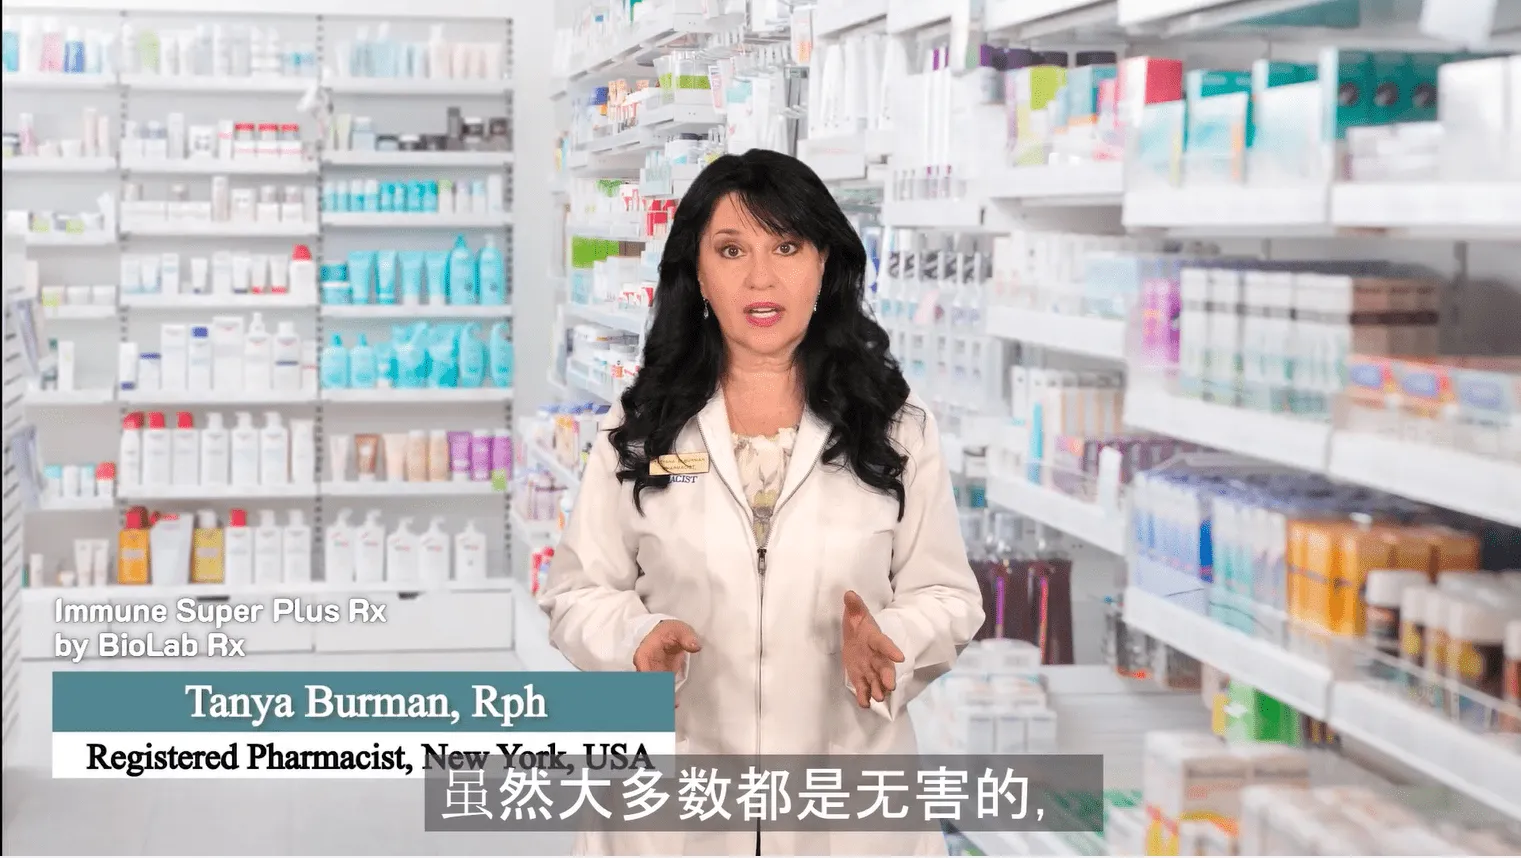 Immune Super Plus Rx
by BioLab Rx
Tanya Burman, Rph
Registered Pharmacist, New York, USA
虽然大多数都是无害的,